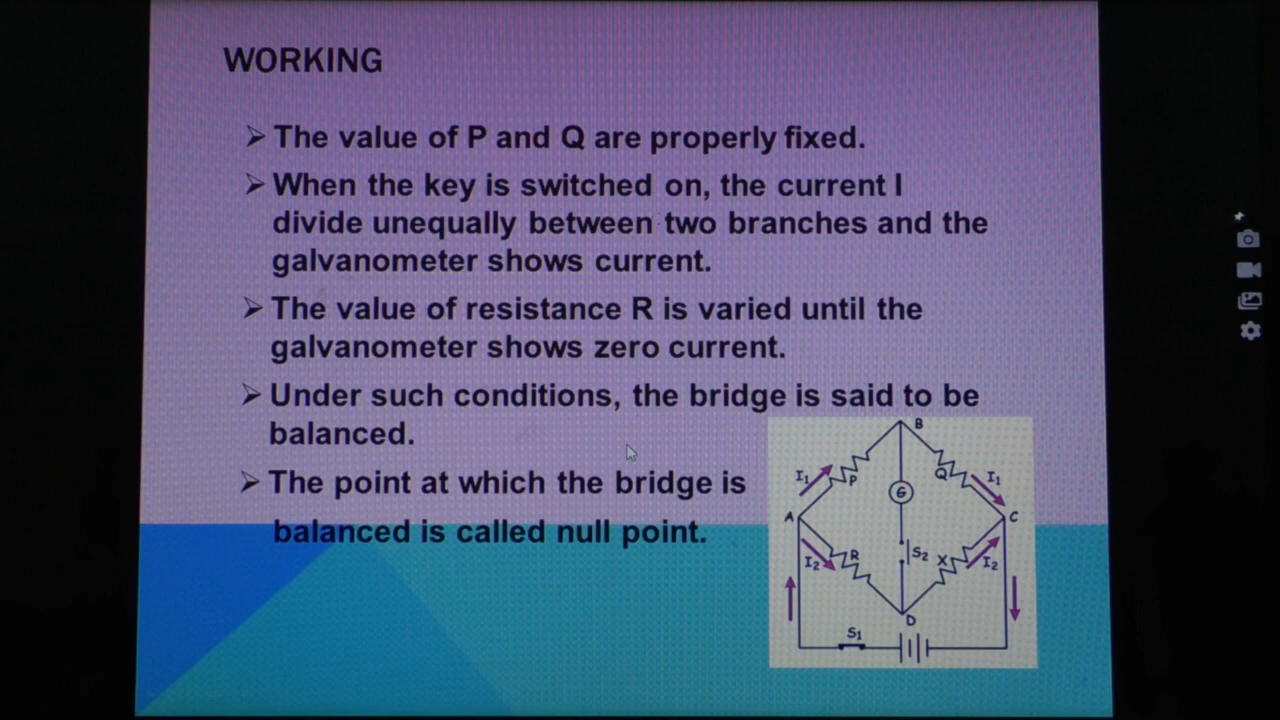 WORKING
➢ The value of P and Q are properly fixed.
➢ When the key is switched on, the current I
divide unequally between two branches and the
galvanometer shows current.
➢ The value of resistance R is varied until the
galvanometer shows zero current.
➢ Under such conditions, the bridge is said to be
balanced.
➢ The point at which the bridge is
balanced is called null point.
B
I₁ P Q I₁
G
A C
I₂ R S₂ X I₂
D
S₁